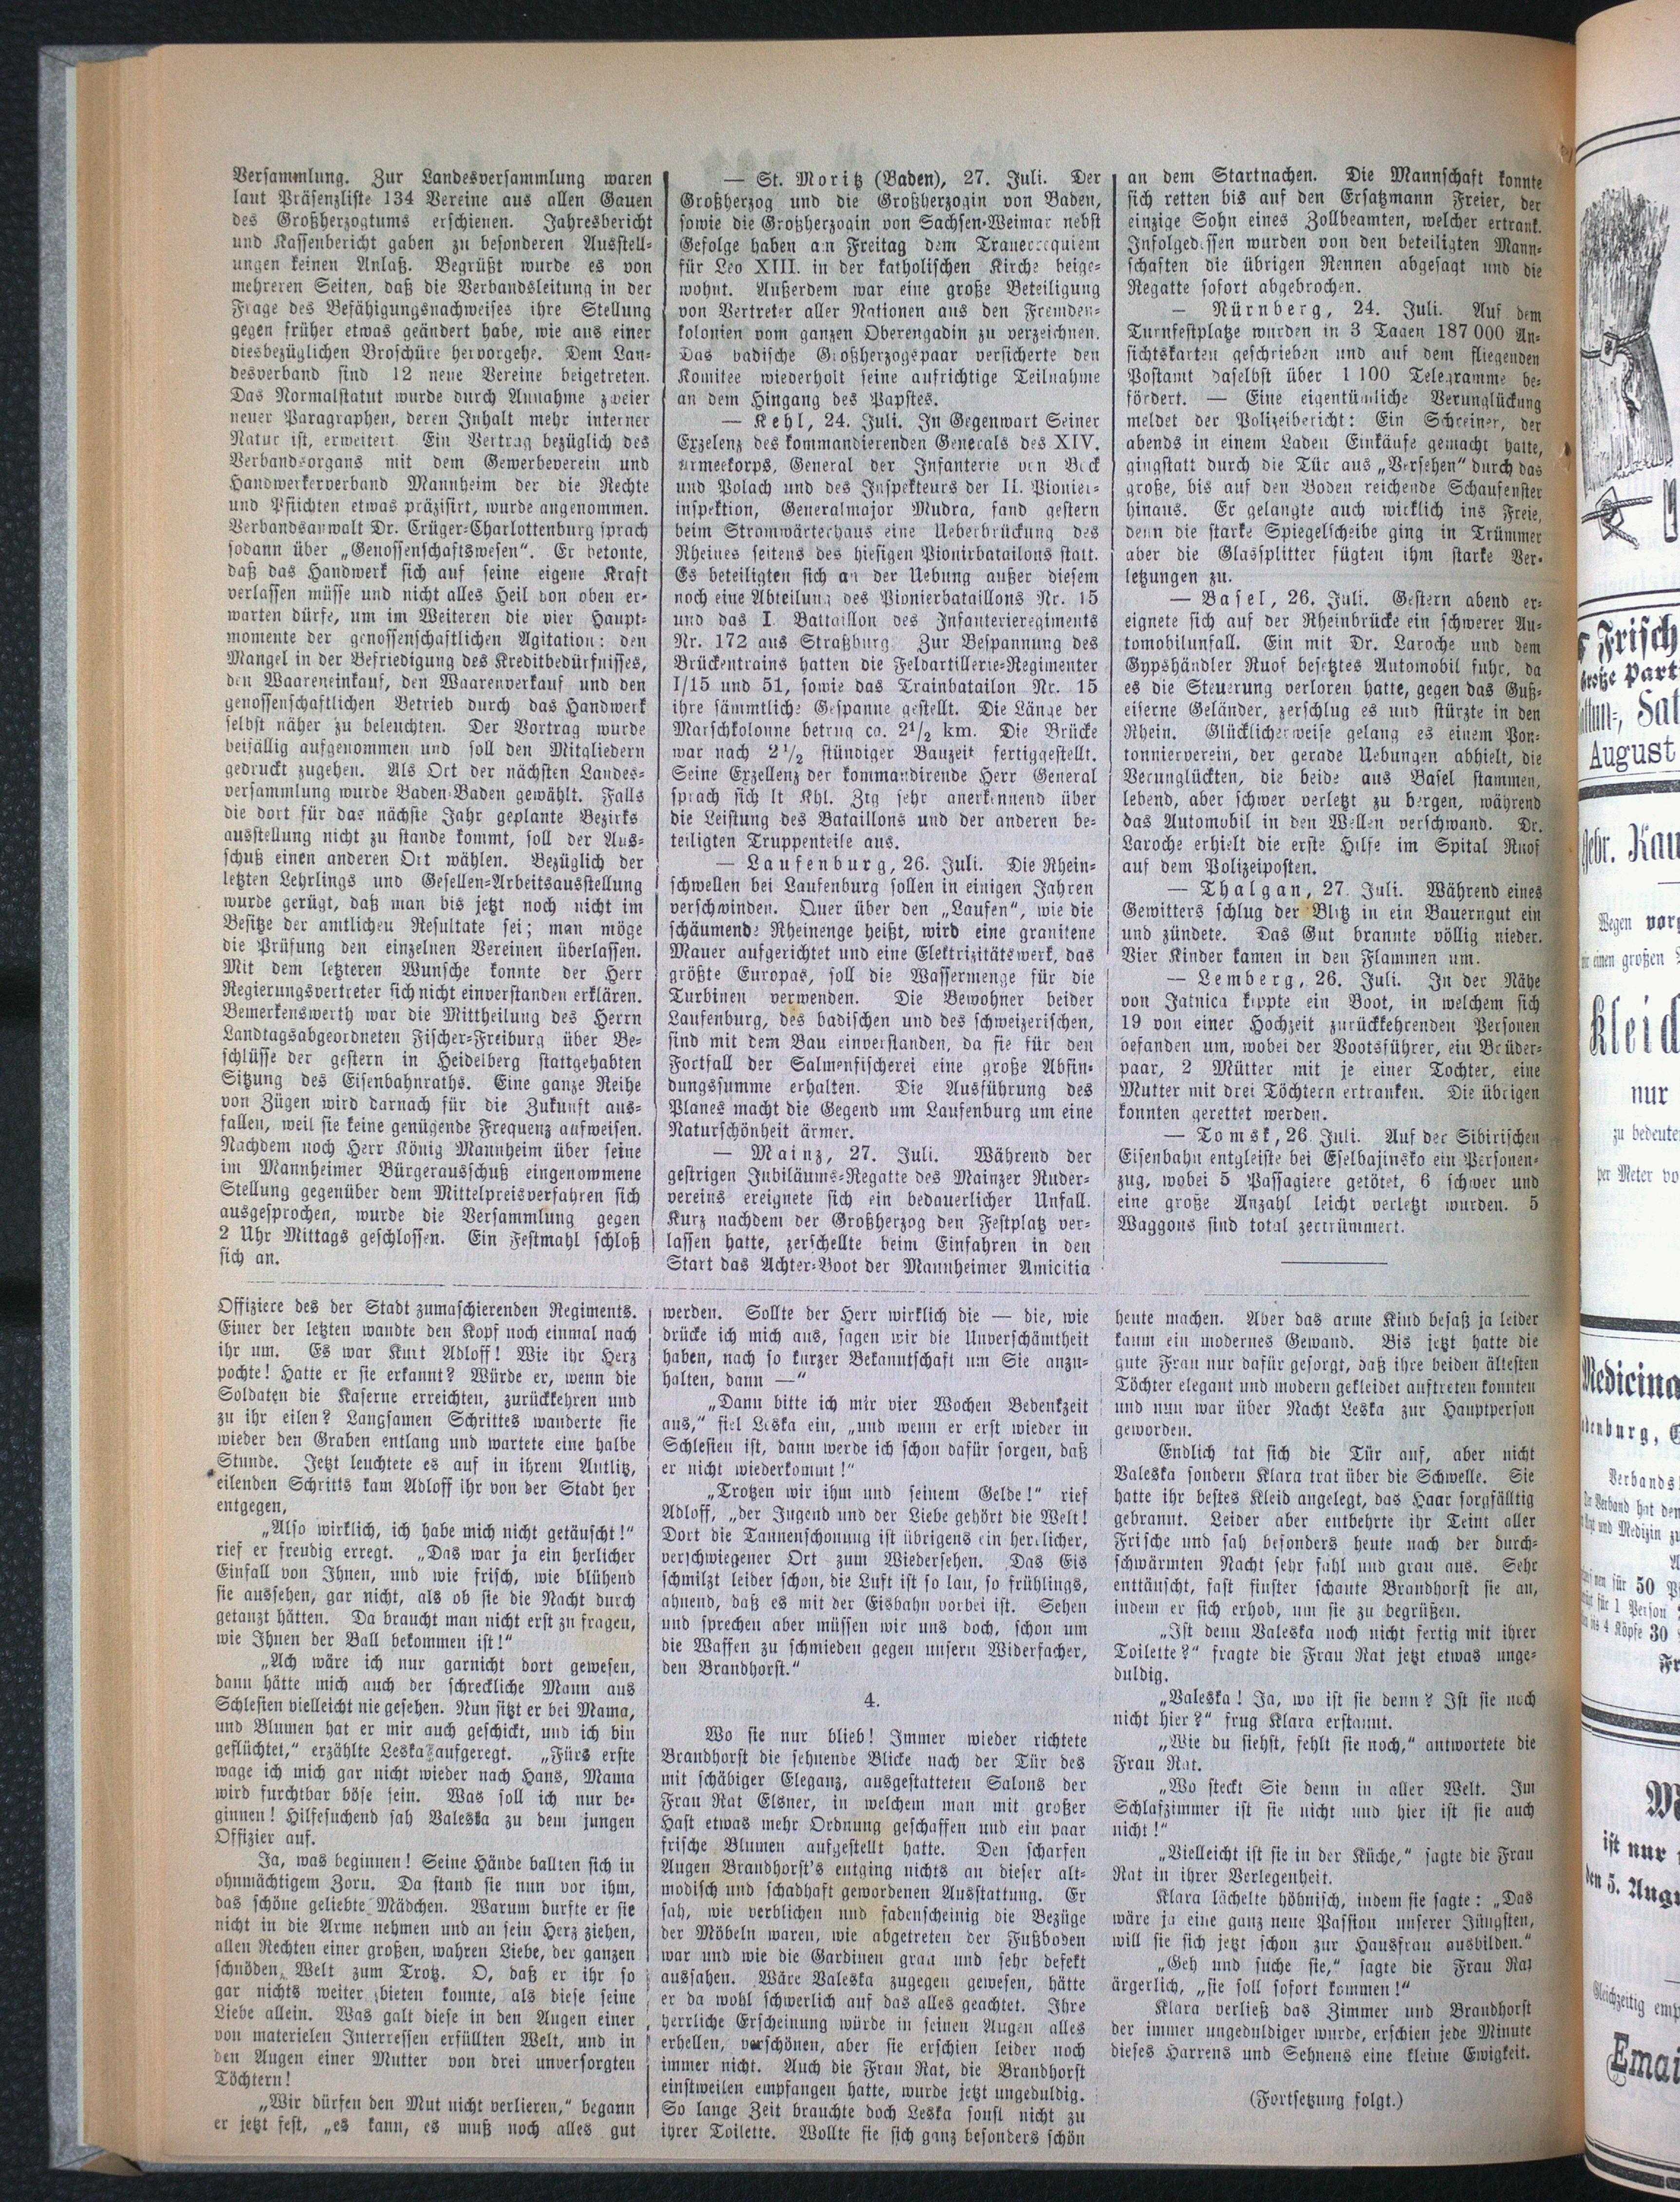 Versammlung. Zur Landesversammlung waren
laut Präsenzliste 134 Vereine aus allen Gauen
des Großherzogtums erschienen. Jahresbericht
und Kassenbericht gaben zu besonderen Ausstell-
ungen keinen Anlaß. Begrüßt wurde es von
mehreren Seiten, daß die Verbandsleitung in der
Frage des Befähigungsnachweises ihre Stellung
gegen früher etwas geändert habe, wie aus einer
diesbezüglichen Broschüre hervorgehe. Dem Lan-
desverband sind 12 neue Vereine beigetreten.
Das Normalstatut wurde durch Annahme zweier
neuer Paragraphen, deren Inhalt mehr interner
Natur ist, erweitert. Ein Vertrag bezüglich des
Verbandsorgans mit dem Gewerbeverein und
Handwerkerverband Mannheim der die Rechte
und Pflichten etwas präzisirt, wurde angenommen.
Verbandsanwalt Dr. Crüger-Charlottenburg sprach
sodann über „Genossenschaftswesen“. Er betonte,
daß das Handwerk sich auf seine eigene Kraft
verlassen müsse und nicht alles Heil von oben er-
warten dürfe, um im Weiteren die vier Haupt-
momente der genossenschaftlichen Agitation: den
Mangel in der Befriedigung des Kreditbedürfnisses,
den Waareneinkauf, den Waarenverkauf und den
genossenschaftlichen Betrieb durch das Handwerk
selbst näher zu beleuchten. Der Vortrag wurde
beifällig aufgenommen und soll den Mitgliedern
gedruckt zugehen. Als Ort der nächsten Landes-
versammlung wurde Baden-Baden gewählt. Falls
die dort für das nächste Jahr geplante Bezirks
ausstellung nicht zu stande kommt, soll der Aus-
schuß einen anderen Ort wählen. Bezüglich der
letzten Lehrlings und Gesellen-Arbeitsausstellung
wurde gerügt, daß man bis jetzt noch nicht im
Besitze der amtlichen Resultate sei; man möge
die Prüfung den einzelnen Vereinen überlassen.
Mit dem letzteren Wunsche konnte der Herr
Regierungsvertreter sich nicht einverstanden erklären.
Bemerkenswerth war die Mittheilung des Herrn
Landtagsabgeordneten Fischer-Freiburg über Be-
schlüsse der gestern in Heidelberg stattgehabten
Sitzung des Eisenbahnraths. Eine ganze Reihe
von Zügen wird darnach für die Zukunft aus-
fallen, weil sie keine genügende Frequenz aufweisen.
Nachdem noch Herr König Mannheim über seine
im Mannheimer Bürgerausschuß eingenommene
Stellung gegenüber dem Mittelpreisverfahren sich
ausgesprochen, wurde die Versammlung gegen
2 Uhr Mittags geschlossen. Ein Festmahl schloß
sich an.
— St. Moritz (Baden), 27. Juli. Der
Großherzog und die Großherzogin von Baden,
sowie die Großherzogin von Sachsen-Weimar nebst
Gefolge haben am Freitag dem Trauerrequiem
für Leo XIII. in der katholischen Kirche beige-
wohnt. Außerdem war eine große Beteiligung
von Vertreter aller Nationen aus den Fremden-
kolonien vom ganzen Oberengadin zu verzeichnen.
Das badische Großherzogspaar versicherte den
Komitee wiederholt seine aufrichtige Teilnahme
an dem Hingang des Papstes.
— Kehl, 24. Juli. In Gegenwart Seiner
Exzelenz des kommandierenden Generals des XIV.
Armeekorps, General der Infanterie von Bock
und Polach und des Inspekteurs der II. Pionier-
inspektion, Generalmajor Mudra, fand gestern
beim Stromwärterhaus eine Ueberbrückung des
Rheines seitens des hiesigen Pionirbatailons statt.
Es beteiligten sich an der Uebung außer diesem
noch eine Abteilung des Pionierbataillons Nr. 15
und das I. Battaillon des Infanterieregiments
Nr. 172 aus Straßburg. Zur Bespannung des
Brückentrains hatten die Feldartillerie-Regimenter
I/15 und 51, sowie das Trainbatailon Nr. 15
ihre sämmtliche Gespanne gestellt. Die Länge der
Marschkolonne betrug ca. 2½ km. Die Brücke
war nach 2½ stündiger Bauzeit fertiggestellt.
Seine Exzellenz der kommandirende Herr General
sprach sich lt Khl. Ztg sehr anerkennend über
die Leistung des Bataillons und der anderen be-
teiligten Truppenteile aus.
— Laufenburg, 26. Juli. Die Rhein-
schwellen bei Laufenburg sollen in einigen Jahren
verschwinden. Quer über den „Laufen“, wie die
schäumende Rheinenge heißt, wird eine granitene
Mauer aufgerichtet und eine Elektrizitätswerk, das
größte Europas, soll die Wassermenge für die
Turbinen verwenden. Die Bewohner beider
Laufenburg, des badischen und des schweizerischen,
sind mit dem Bau einverstanden, da sie für den
Fortfall der Salmenfischerei eine große Abfin-
dungssumme erhalten. Die Ausführung des
Planes macht die Gegend um Laufenburg um eine
Naturschönheit ärmer.
— Mainz, 27. Juli. Während der
gestrigen Jubiläums-Regatte des Mainzer Ruder-
vereins ereignete sich ein bedauerlicher Unfall.
Kurz nachdem der Großherzog den Festplatz ver-
lassen hatte, zerschellte beim Einfahren in den
Start das Achter-Boot der Mannheimer Amicitia
an dem Startnachen. Die Mannschaft konnte
sich retten bis auf den Ersatzmann Freier, der
einzige Sohn eines Zollbeamten, welcher ertrank.
Infolgedessen wurden von den beteiligten Mann-
schaften die übrigen Rennen abgesagt und die
Regatte sofort abgebrochen.
— Nürnberg, 24. Juli. Auf dem
Turnfestplatze wurden in 3 Tagen 187 000 An-
sichtskarten geschrieben und auf dem fliegenden
Postamt daselbst über 1 100 Telegramme be-
fördert. — Eine eigentümliche Verunglückung
meldet der Polizeibericht: Ein Schreiner, der
abends in einem Laden Einkäufe gemacht hatte,
gingstatt durch die Tür aus „Versehen“ durch das
große, bis auf den Boden reichende Schaufenster
hinaus. Er gelangte auch wirklich ins Freie,
denn die starke Spiegelscheibe ging in Trümmer
aber die Glassplitter fügten ihm starke Ver-
letzungen zu.
— Basel, 26. Juli. Gestern abend er-
eignete sich auf der Rheinbrücke ein schwerer Au-
tomobilunfall. Ein mit Dr. Laroche und dem
Gypshändler Ruof besetztes Automobil fuhr, da
es die Steuerung verloren hatte, gegen das Guß-
eiserne Geländer, zerschlug es und stürzte in den
Rhein. Glücklicherweise gelang es einem Pon-
tonnierverein, der gerade Uebungen abhielt, die
Verunglückten, die beide aus Basel stammen,
lebend, aber schwer verletzt zu bergen, während
das Automobil in den Wellen verschwand. Dr.
Laroche erhielt die erste Hilfe im Spital Ruof
auf dem Polizeiposten.
— Thalgan, 27. Juli. Während eines
Gewitters schlug der Blitz in ein Bauerngut ein
und zündete. Das Gut brannte völlig nieder.
Vier Kinder kamen in den Flammen um.
— Lemberg, 26. Juli. In der Nähe
von Jatnica kippte ein Boot, in welchem sich
19 von einer Hochzeit zurückkehrenden Personen
befanden um, wobei der Bootsführer, ein Brüder-
paar, 2 Mütter mit je einer Tochter, eine
Mutter mit drei Töchtern ertranken. Die übrigen
konnten gerettet werden.
— Tomsk, 26. Juli. Auf der Sibirischen
Eisenbahn entgleiste bei Eselbajinsko ein Personen-
zug, wobei 5 Passagiere getötet, 6 schwer und
eine große Anzahl leicht verletzt wurden. 5
Waggons sind total zertrümmert.
Offiziere des der Stadt zumaschierenden Regiments.
Einer der letzten wandte den Kopf noch einmal nach
ihr um. Es war Kurt Adloff! Wie ihr Herz
pochte! Hatte er sie erkannt? Würde er, wenn die
Soldaten die Kaserne erreichten, zurückkehren und
zu ihr eilen? Langsamen Schrittes wanderte sie
wieder den Graben entlang und wartete eine halbe
Stunde. Jetzt leuchtete es auf in ihrem Antlitz,
eilenden Schritts kam Adloff ihr von der Stadt her
entgegen,
„Also wirklich, ich habe mich nicht getäuscht!“
rief er freudig erregt. „Das war ja ein herlicher
Einfall von Ihnen, und wie frisch, wie blühend
sie aussehen, gar nicht, als ob sie die Nacht durch
getanzt hätten. Da braucht man nicht erst zu fragen,
wie Ihnen der Ball bekommen ist!“
„Ach wäre ich nur garnicht dort gewesen,
dann hätte mich auch der schreckliche Mann aus
Schlesien vielleicht nie gesehen. Nun sitzt er bei Mama,
und Blumen hat er mir auch geschickt, und ich bin
geflüchtet,“ erzählte Leska aufgeregt. „Fürs erste
wage ich mich gar nicht wieder nach Haus, Mama
wird furchtbar böse sein. Was soll ich nur be-
ginnen! Hilfesuchend sah Valeska zu dem jungen
Offizier auf.
Ja, was beginnen! Seine Hände ballten sich in
ohnmächtigem Zorn. Da stand sie nun vor ihm,
das schöne geliebte Mädchen. Warum durfte er sie
nicht in die Arme nehmen und an sein Herz ziehen,
allen Rechten einer großen, wahren Liebe, der ganzen
schnöden Welt zum Trotz. O, daß er ihr so
gar nichts weiter bieten konnte, als diese seine
Liebe allein. Was galt diese in den Augen einer
von materielen Interressen erfüllten Welt, und in
den Augen einer Mutter von drei unversorgten
Töchtern!
„Wir dürfen den Mut nicht verlieren,“ begann
er jetzt fest, „es kann, es muß noch alles gut
werden. Sollte der Herr wirklich die — die, wie
drücke ich mich aus, sagen wir die Unverschämtheit
haben, nach so kurzer Bekanntschaft um Sie anzu-
halten, dann —“
„Dann bitte ich mir vier Wochen Bedenkzeit
aus,“ fiel Leska ein, „und wenn er erst wieder in
Schlesien ist, dann werde ich schon dafür sorgen, daß
er nicht wiederkommt!“
„Trotzen wir ihm und seinem Gelde!“ rief
Adloff, „der Jugend und der Liebe gehört die Welt!
Dort die Tannenschonung ist übrigens ein herrlicher,
verschwiegener Ort zum Wiedersehen. Das Eis
schmilzt leider schon, die Luft ist so lau, so frühlings,
ahnend, daß es mit der Eisbahn vorbei ist. Sehen
und sprechen aber müssen wir uns doch, schon um
die Waffen zu schmieden gegen unsern Widerfacher,
den Brandhorst.“
4.
Wo sie nur blieb! Immer wieder richtete
Brandhorst die sehnende Blicke nach der Tür des
mit schäbiger Eleganz, ausgestatteten Salons der
Frau Rat Elsner, in welchem man mit großer
Hast etwas mehr Ordnung geschaffen und ein paar
frische Blumen aufgestellt hatte. Den scharfen
Augen Brandhorst's entging nichts an dieser alt-
modisch und schadhaft gewordenen Ausstattung. Er
sah, wie verblichen und fadenscheinig die Bezüge
der Möbeln waren, wie abgetreten der Fußboden
war und wie die Gardinen grau und sehr defekt
aussahen. Wäre Valeska zugegen gewesen, hätte
er da wohl schwerlich auf das alles geachtet. Ihre
herrliche Erscheinung würde in seinen Augen alles
erhellen, verschönen, aber sie erschien leider noch
immer nicht. Auch die Frau Rat, die Brandhorst
einstweilen empfangen hatte, wurde jetzt ungeduldig.
So lange Zeit brauchte doch Leska sonst nicht zu
ihrer Toilette. Wollte sie sich ganz besonders schön
heute machen. Aber das arme Kind besaß ja leider
kaum ein modernes Gewand. Bis jetzt hatte die
gute Frau nur dafür gesorgt, daß ihre beiden ältesten
Töchter elegant und modern gekleidet auftreten konnten
und nun war über Nacht Leska zur Hauptperson
geworden.
Endlich tat sich die Tür auf, aber nicht
Valeska sondern Klara trat über die Schwelle. Sie
hatte ihr bestes Kleid angelegt, das Haar sorgfälltig
gebrannt. Leider aber entbehrte ihr Teint aller
Frische und sah besonders heute nach der durch-
schwärmten Nacht sehr fahl und grau aus. Sehr
enttäuscht, fast finster schaute Brandhorst sie an,
indem er sich erhob, um sie zu begrüßen.
„Ist denn Valeska noch nicht fertig mit ihrer
Toilette?“ fragte die Frau Rat jetzt etwas unge-
duldig.
„Valeska! Ja, wo ist sie denn? Ist sie noch
nicht hier?“ frug Klara erstaunt.
„Wie du siehst, fehlt sie noch,“ antwortete die
Frau Rat.
„Wo steckt Sie denn in aller Welt. Im
Schlafzimmer ist sie nicht und hier ist sie auch
nicht!“
„Vielleicht ist sie in der Küche,“ sagte die Frau
Rat in ihrer Verlegenheit.
Klara lächelte höhnisch, indem sie sagte: „Das
wäre ja eine ganz neue Passion unserer Jüngsten,
will sie sich jetzt schon zur Hausfrau ausbilden.“
„Geh und suche sie,“ sagte die Frau Rat
ärgerlich, „sie soll sofort kommen!“
Klara verließ das Zimmer und Brandhorst
der immer ungeduldiger wurde, erschien jede Minute
dieses Harrens und Sehnens eine kleine Ewigkeit.
(Fortsetzung folgt.)
Frisch
große Part
August
Gebr. Kau
Wegen vorg
einen großen
Kleid
nur
zu bedeute
per Meter vo
Medicina
Verbands
Verband hat den
und Medizin zu
für 50
für 1 Person
bis 4 Köpfe 30
ist nur
den 5. Augu
Gleichzeitig emp
Emai